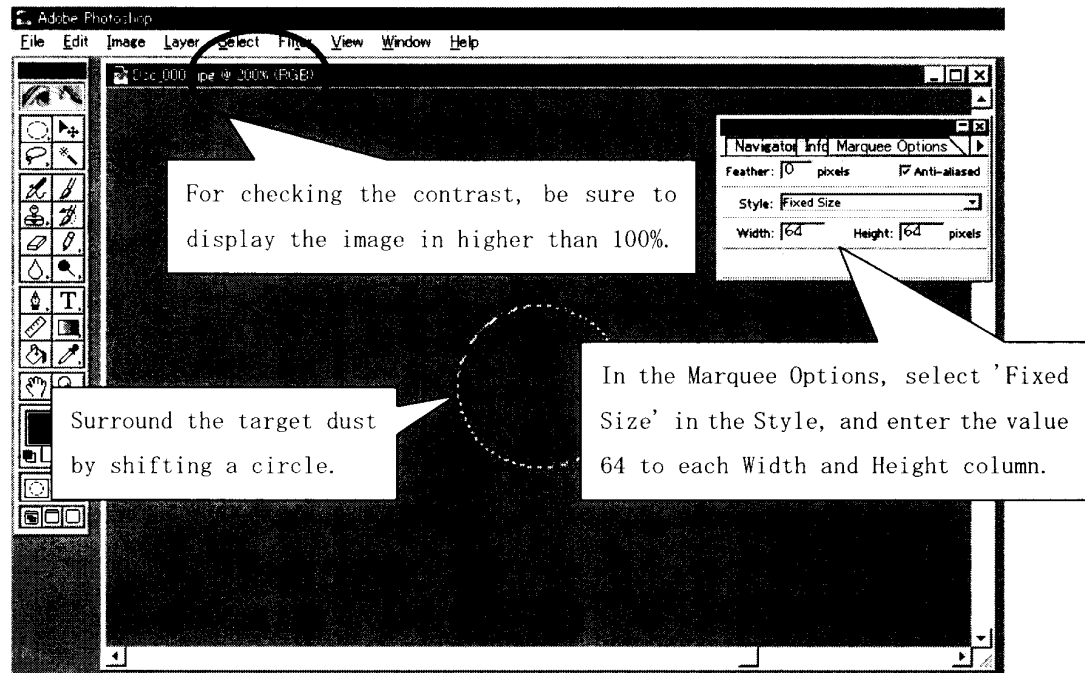 Adobe Photoshop
File Edit Image Layer Select Filter View Window Help
@ 200% (RGB)
Navigator Info Marquee Options
Feather: 0 pixels Anti-aliased
Style: Fixed Size
Width: 64 Height: 64 pixels
For checking the contrast, be sure to
display the image in higher than 100%.
In the Marquee Options, select 'Fixed
Size' in the Style, and enter the value
64 to each Width and Height column.
Surround the target dust
by shifting a circle.
T